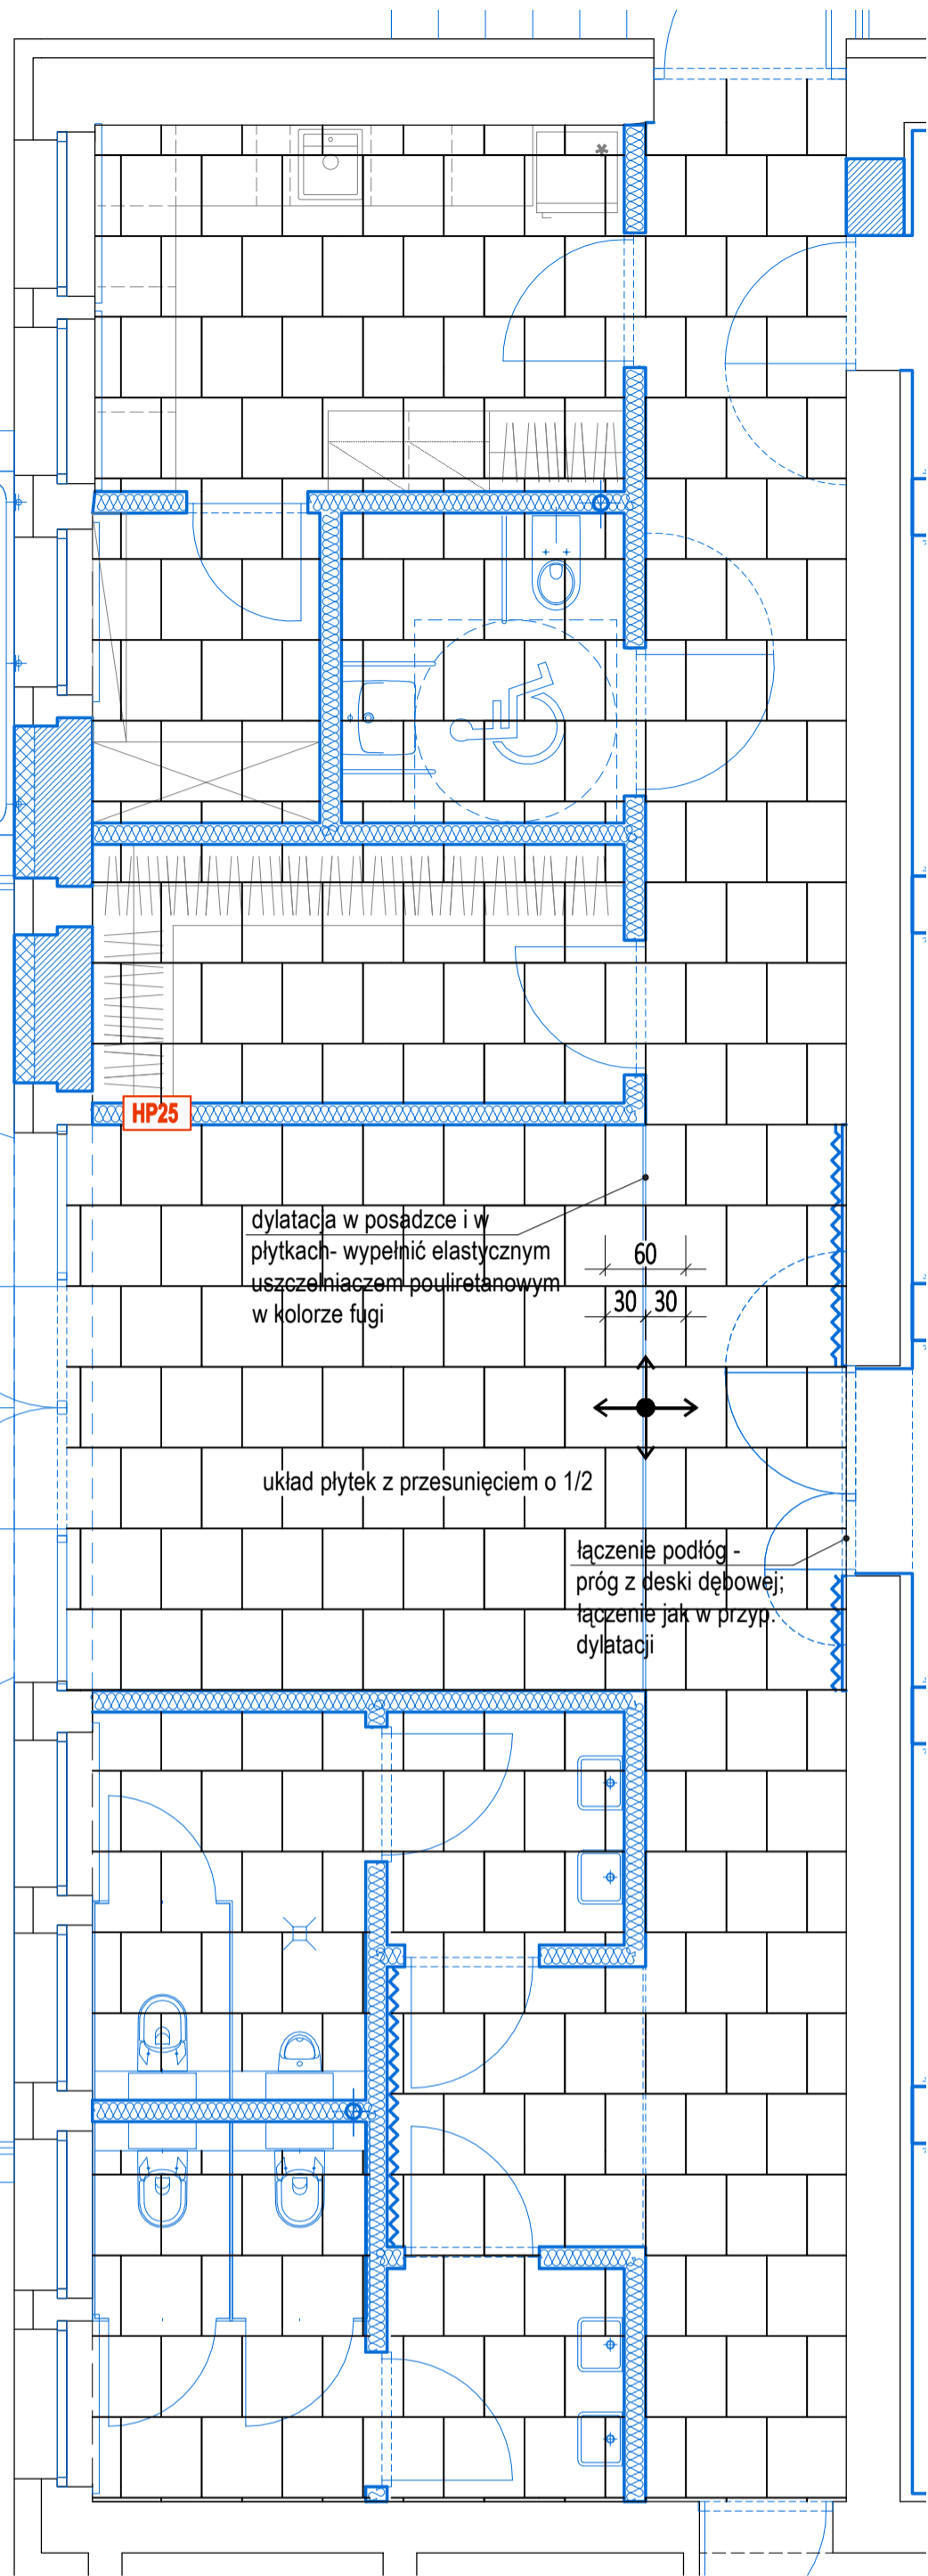 HP25
dylatacja w posadzce i w
płytkach- wypełnić elastycznym
uszczelniaczem pouliretanowym
w kolorze fugi
60
30 30
układ płytek z przesunięciem o 1/2
łączenie podłóg -
próg z deski dębowej;
łączenie jak w przyp.
dylatacji